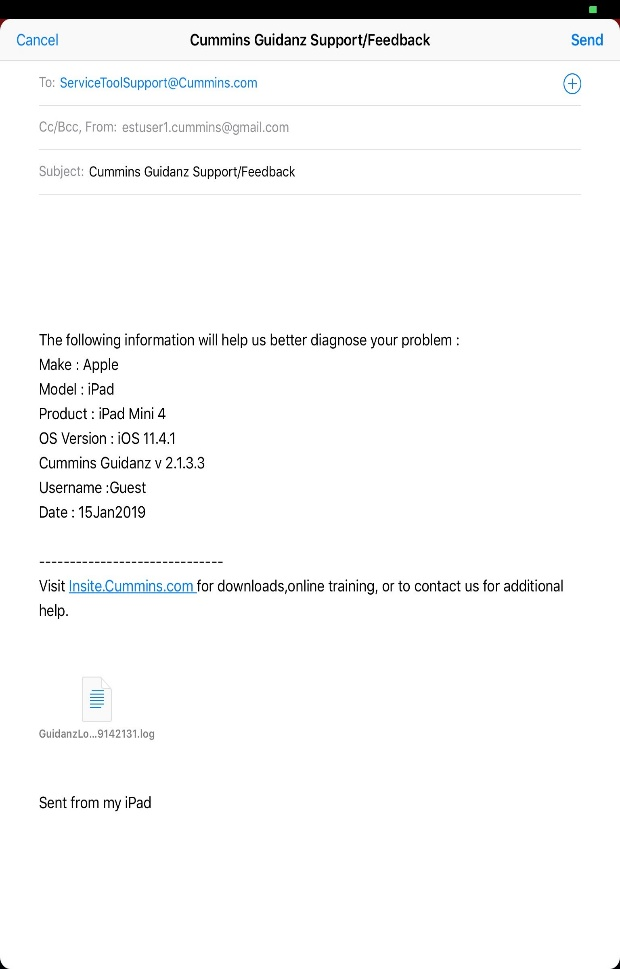 Cancel Cummins Guidanz Support/Feedback Send
To: ServiceToolSupport@Cummins.com
Cc/Bcc, From: estuser1.cummins@gmail.com
Subject: Cummins Guidanz Support/Feedback
The following information will help us better diagnose your problem :
Make : Apple
Model : iPad
Product : iPad Mini 4
OS Version : iOS 11.4.1
Cummins Guidanz v 2.1.3.3
Username :Guest
Date : 15Jan2019
------------------------------
Visit Insite.Cummins.com for downloads,online training, or to contact us for additional
help.
GuidanzLo...9142131.log
Sent from my iPad